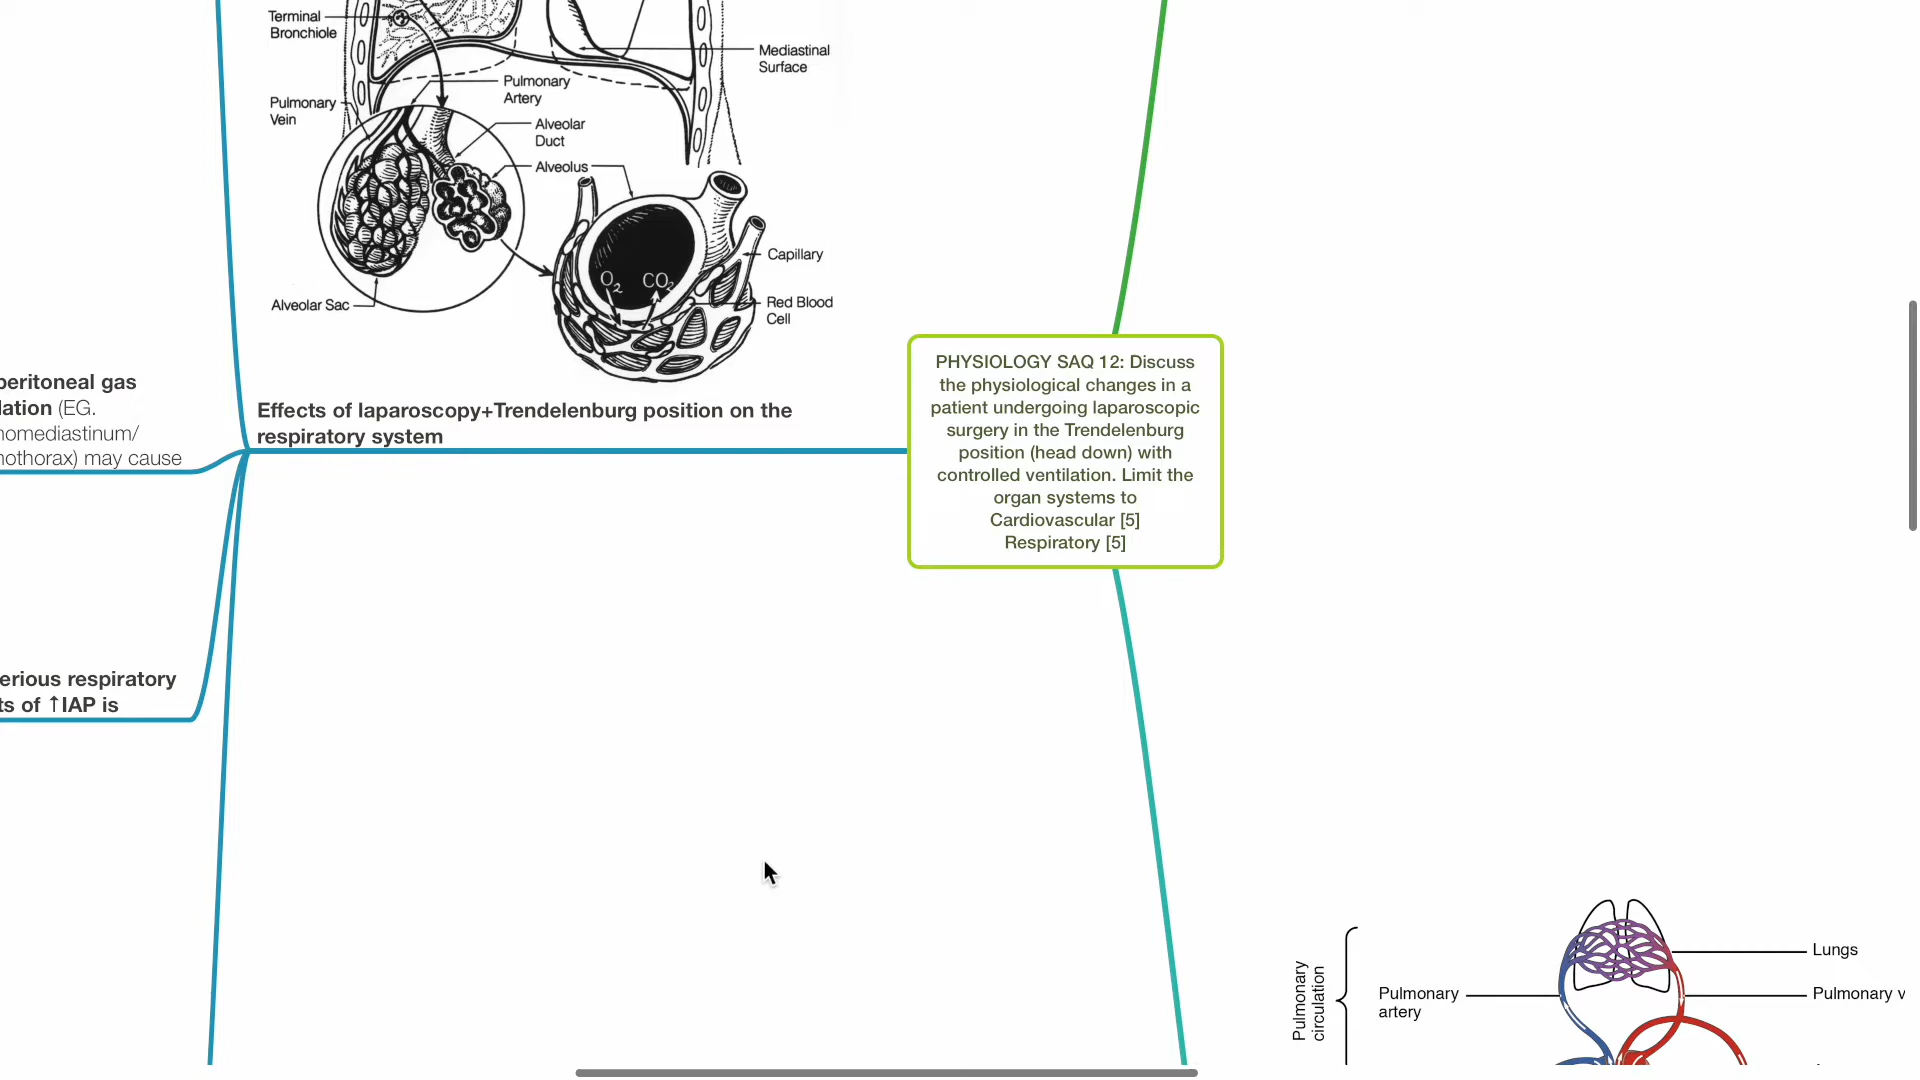 Terminal
Bronchiole
Mediastinal
Surface
Pulmonary
Artery
Pulmonary
Vein
Alveolar
Duct
Alveolus
Capillary
O2
CO2
Red Blood
Cell
Alveolar Sac
peritoneal gas
lation (EG.
nomediastinum/
nothorax) may cause
Effects of laparoscopy+Trendelenburg position on the
respiratory system
PHYSIOLOGY SAQ 12: Discuss
the physiological changes in a
patient undergoing laparoscopic
surgery in the Trendelenburg
position (head down) with
controlled ventilation. Limit the
organ systems to
Cardiovascular [5]
Respiratory [5]
erious respiratory
ts of ↑IAP is
Pulmonary
circulation
Lungs
Pulmonary
artery
Pulmonary v